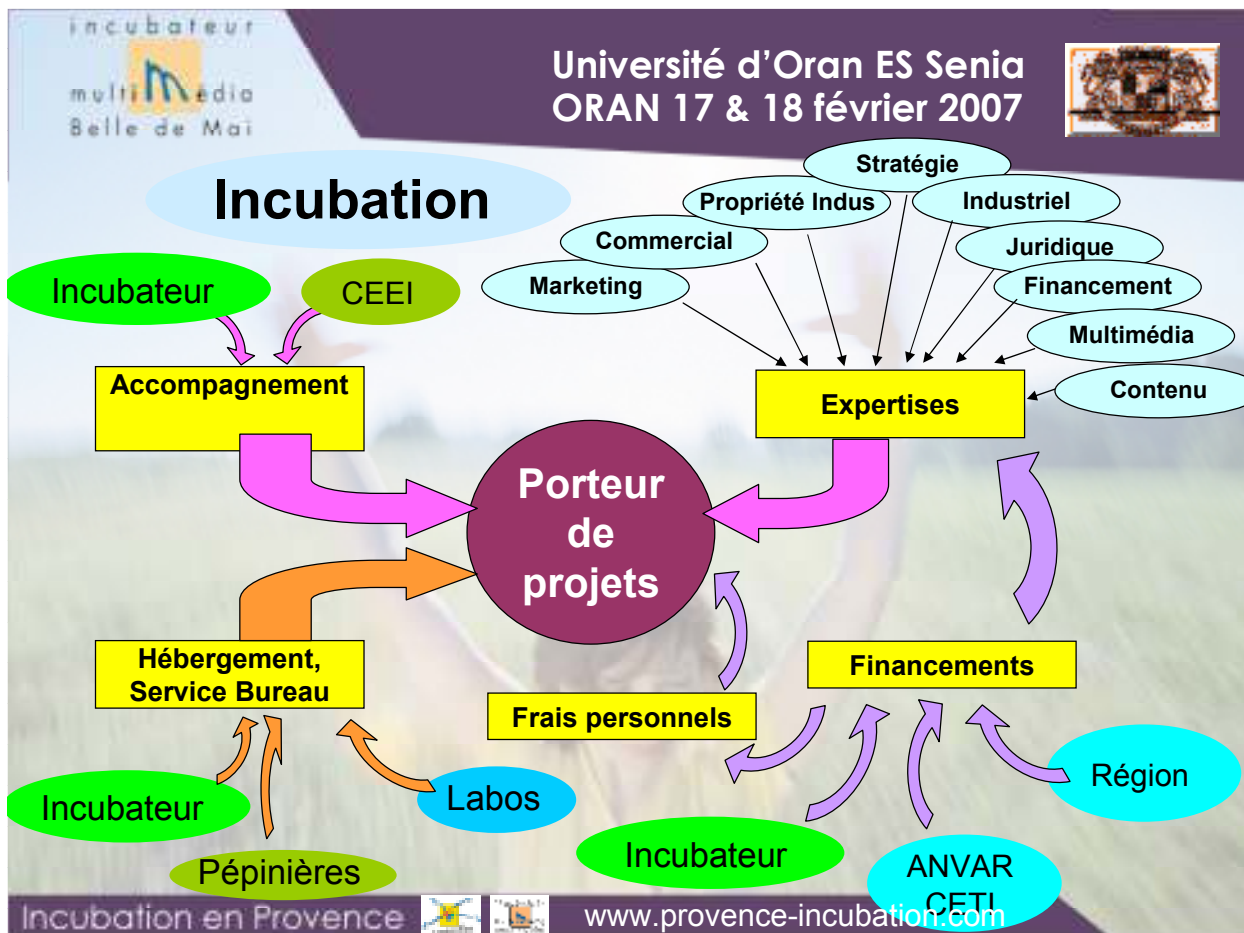 incubateur
multimédia
Belle de Mai
Université d'Oran ES Senia
ORAN 17 & 18 février 2007
Incubation
Stratégie
Propriété Indus
Industriel
Commercial
Juridique
Marketing
Financement
Multimédia
Contenu
Incubateur
CEEI
Accompagnement
Expertises
Porteur
de
projets
Hébergement,
Service Bureau
Frais personnels
Financements
Incubateur
Labos
Pépinières
Incubateur
ANVAR
CETI
Région
Incubation en Provence
www.provence-incubation.com